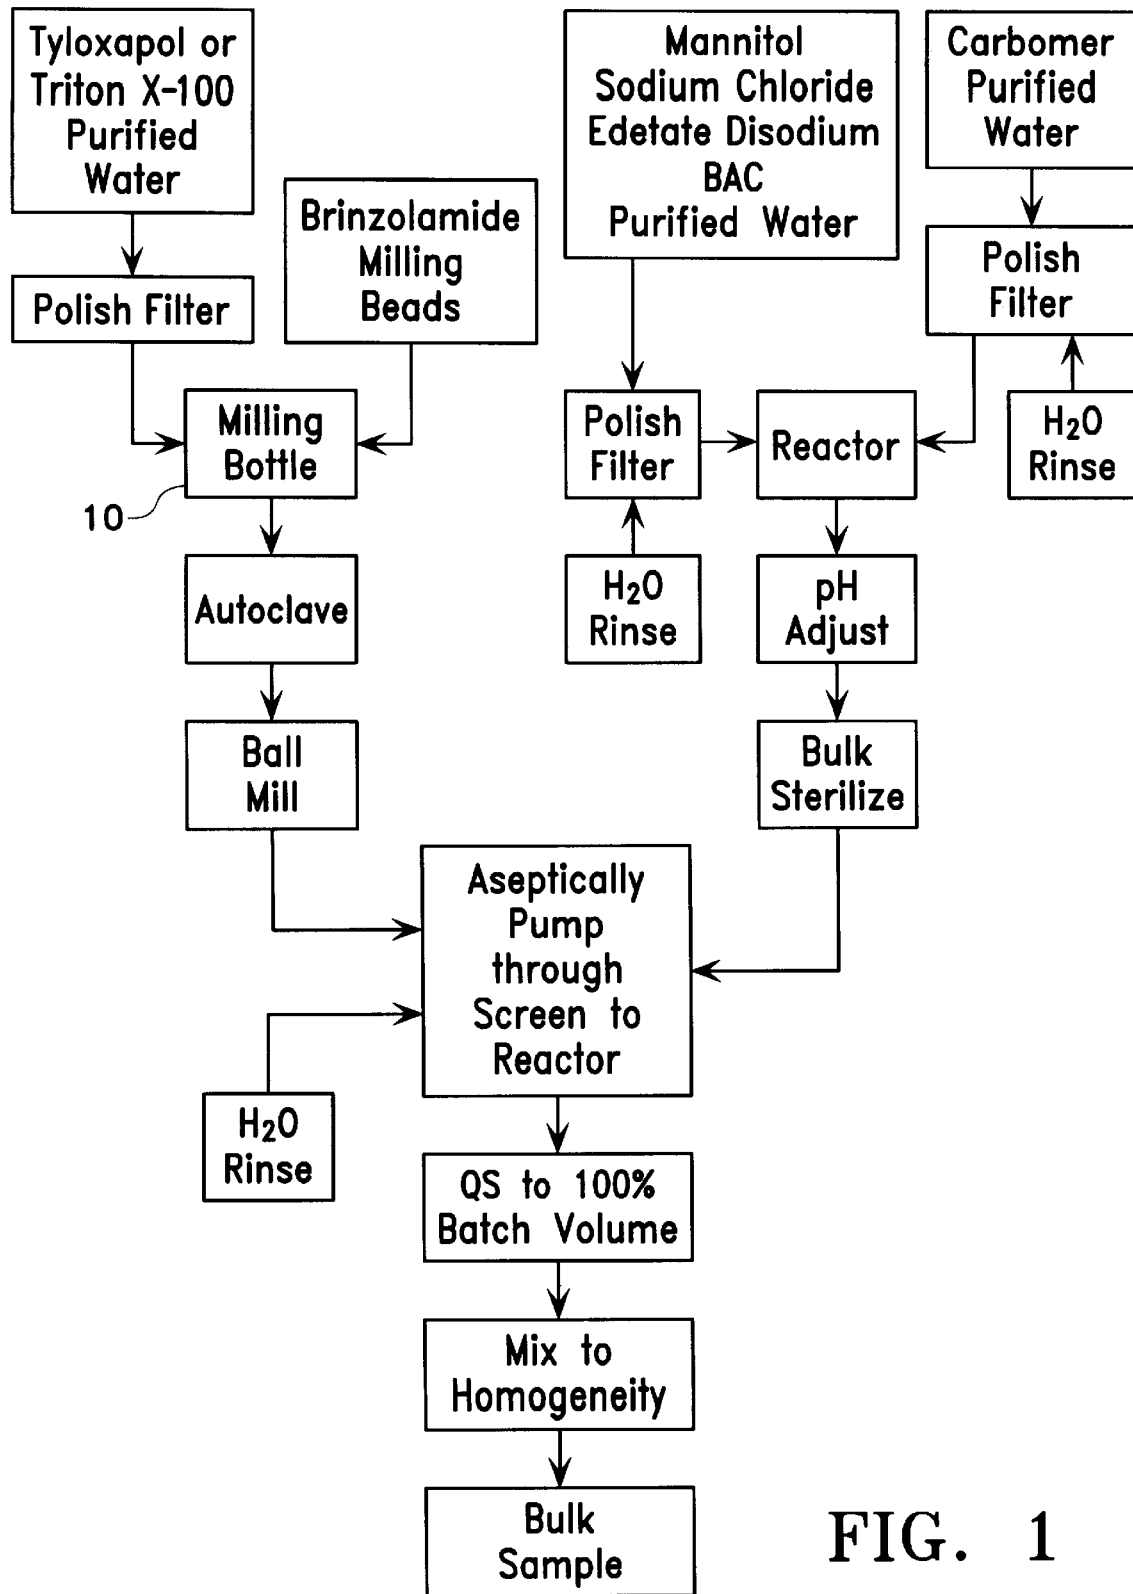 Tyloxapol or
Triton X-100
Purified
Water
Mannitol
Sodium Chloride
Edetate Disodium
BAC
Purified Water
Carbomer
Purified
Water
Brinzolamide
Milling
Beads
Polish Filter
Polish
Filter
Milling
Bottle
10
Polish
Filter
Reactor
H₂O
Rinse
Autoclave
H₂O
Rinse
pH
Adjust
Ball
Mill
Bulk
Sterilize
Aseptically
Pump
through
Screen to
Reactor
H₂O
Rinse
QS to 100%
Batch Volume
Mix to
Homogeneity
Bulk
Sample
FIG. 1